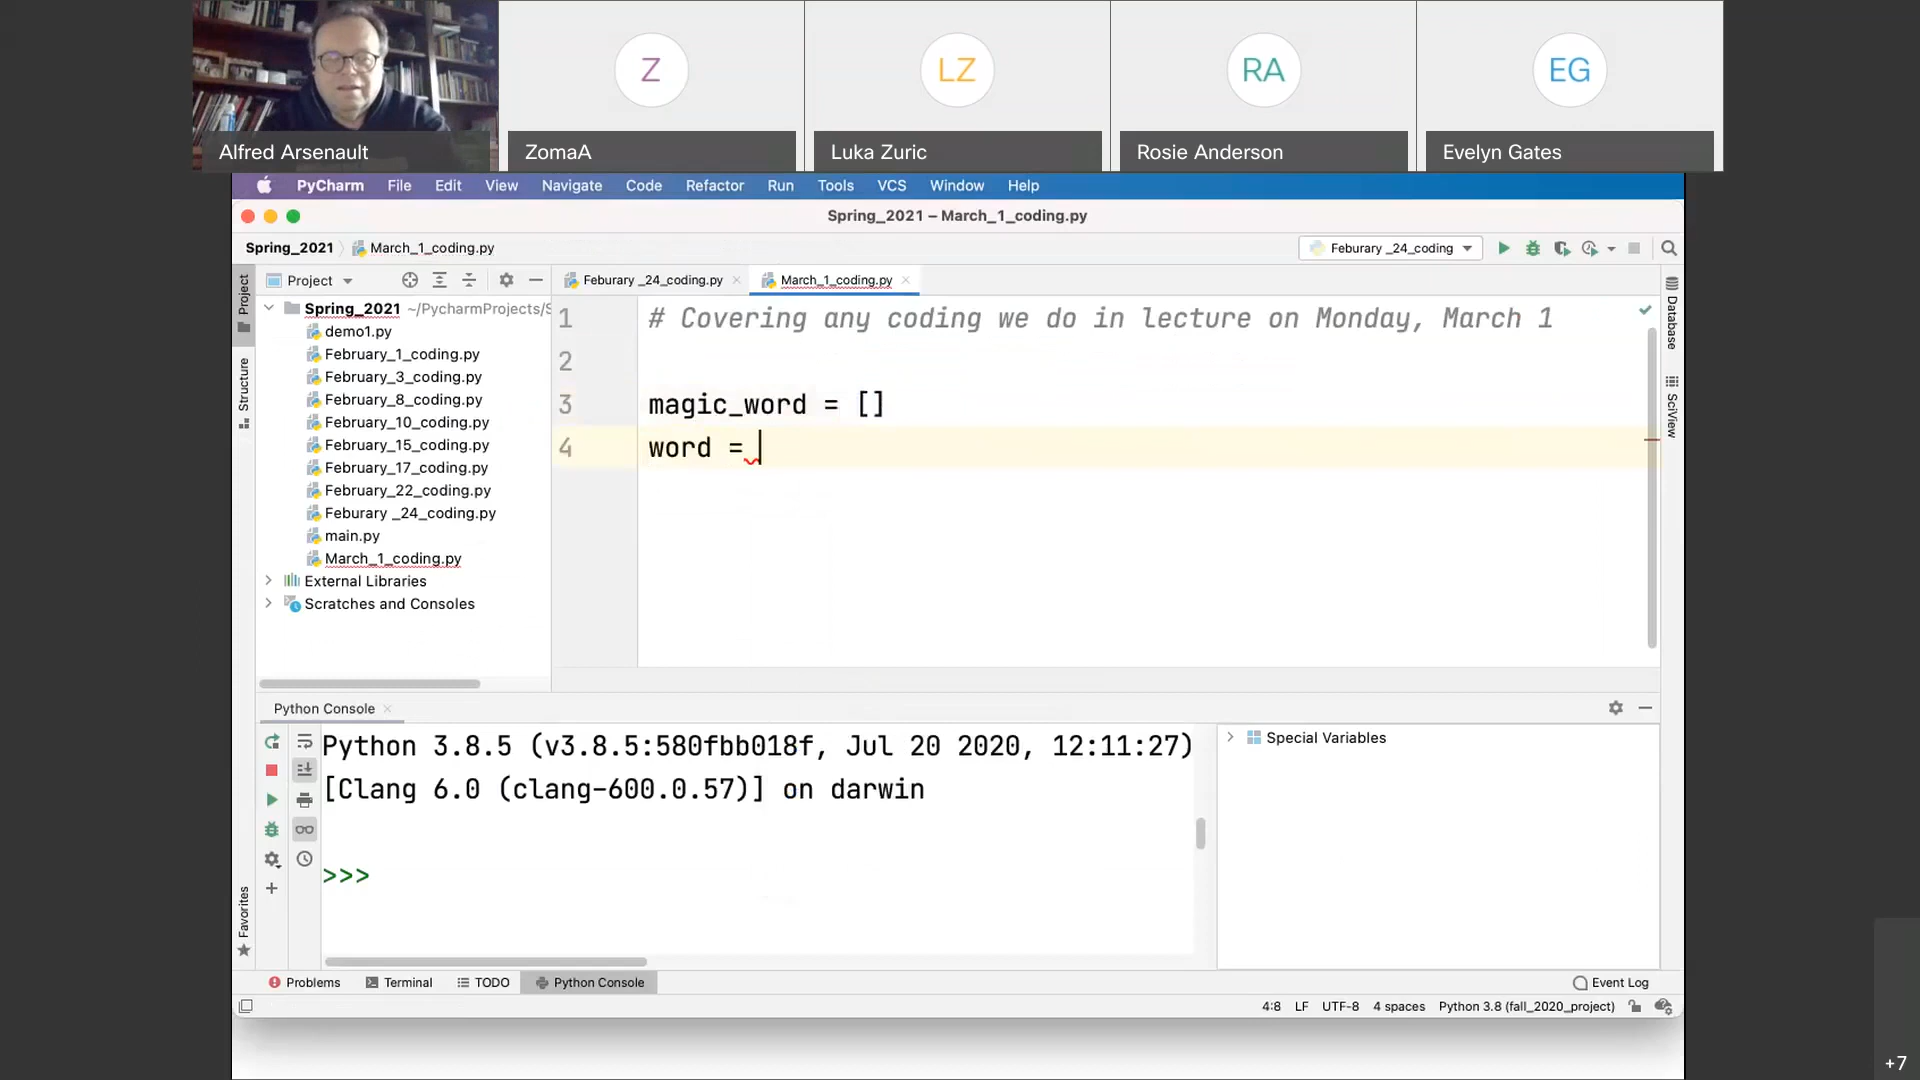 Z
LZ
RA
EG
Alfred Arsenault
ZomaA
Luka Zuric
Rosie Anderson
Evelyn Gates
PyCharm File Edit View Navigate Code Refactor Run Tools VCS Window Help
Spring_2021 – March_1_coding.py
Spring_2021 March_1_coding.py
Feburary _24_coding
Project
Feburary _24_coding.py
March_1_coding.py
Project
Structure
Favorites
Spring_2021 ~/PycharmProjects/S
demo1.py
February_1_coding.py
February_3_coding.py
February_8_coding.py
February_10_coding.py
February_15_coding.py
February_17_coding.py
February_22_coding.py
Feburary _24_coding.py
main.py
March_1_coding.py
External Libraries
Scratches and Consoles
1 # Covering any coding we do in lecture on Monday, March 1
2
3 magic_word = []
4 word =
Database
SciView
Python Console
Python 3.8.5 (v3.8.5:580fbb018f, Jul 20 2020, 12:11:27)
[Clang 6.0 (clang-600.0.57)] on darwin
>>>
Special Variables
Problems Terminal TODO Python Console Event Log
4:8 LF UTF-8 4 spaces Python 3.8 (fall_2020_project)
+7